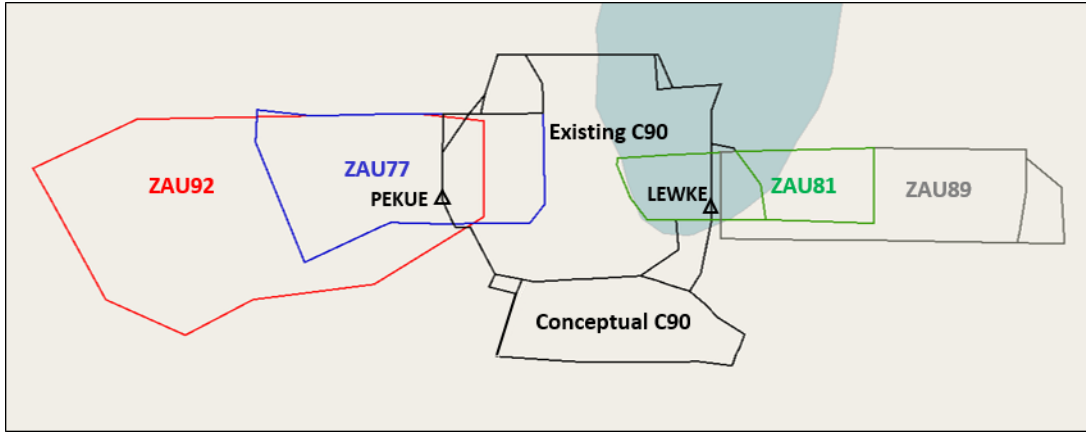 Existing C90
ZAU92
ZAU77
PEKUE
LEWKE
ZAU81
ZAU89
Conceptual C90